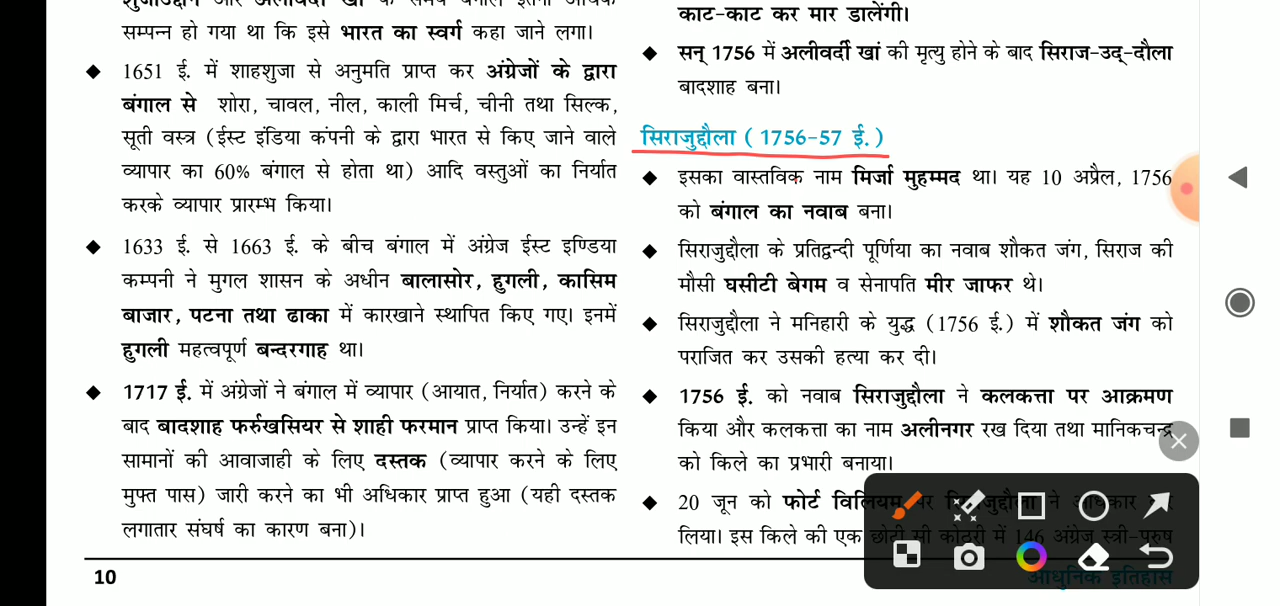 सम्पन्न हो गया था कि इसे भारत का स्वर्ग कहा जाने लगा।
◆ 1651 ई. में शाहशुजा से अनुमति प्राप्त कर अंग्रेजों के द्वारा
बंगाल से शोरा, चावल, नील, काली मिर्च, चीनी तथा सिल्क,
सूती वस्त्र (ईस्ट इंडिया कंपनी के द्वारा भारत से किए जाने वाले
व्यापार का 60% बंगाल से होता था) आदि वस्तुओं का निर्यात
करके व्यापार प्रारम्भ किया।
◆ 1633 ई. से 1663 ई. के बीच बंगाल में अंग्रेज ईस्ट इण्डिया
कम्पनी ने मुगल शासन के अधीन बालासोर, हुगली, कासिम
बाजार, पटना तथा ढाका में कारखाने स्थापित किए गए। इनमें
हुगली महत्वपूर्ण बन्दरगाह था।
◆ 1717 ई. में अंग्रेजों ने बंगाल में व्यापार (आयात, निर्यात) करने के
बाद बादशाह फर्रुखसियर से शाही फरमान प्राप्त किया। उन्हें इन
सामानों की आवाजाही के लिए दस्तक (व्यापार करने के लिए
मुफ्त पास) जारी करने का भी अधिकार प्राप्त हुआ (यही दस्तक
लगातार संघर्ष का कारण बना)।
काट-काट कर मार डालेंगी।
◆ सन् 1756 में अलीवर्दी खां की मृत्यु होने के बाद सिराज-उद्-दौला
बादशाह बना।
सिराजुद्दौला ( 1756-57 ई. )
◆ इसका वास्तविक नाम मिर्जा मुहम्मद था। यह 10 अप्रैल, 1756
को बंगाल का नवाब बना।
◆ सिराजुद्दौला के प्रतिद्वन्दी पूर्णिया का नवाब शौकत जंग, सिराज की
मौसी घसीटी बेगम व सेनापति मीर जाफर थे।
◆ सिराजुद्दौला ने मनिहारी के युद्ध (1756 ई.) में शौकत जंग को
पराजित कर उसकी हत्या कर दी।
◆ 1756 ई. को नवाब सिराजुद्दौला ने कलकत्ता पर आक्रमण
किया और कलकत्ता का नाम अलीनगर रख दिया तथा मानिकचन्द्र
को किले का प्रभारी बनाया।
◆ 20 जून को फोर्ट विलियम पर सिराजुद्दौला ने अधिकार कर
लिया। इस किले की एक छोटी सी कोठरी में 146 अंग्रेज स्त्री-पुरुष
10
आधुनिक इतिहास